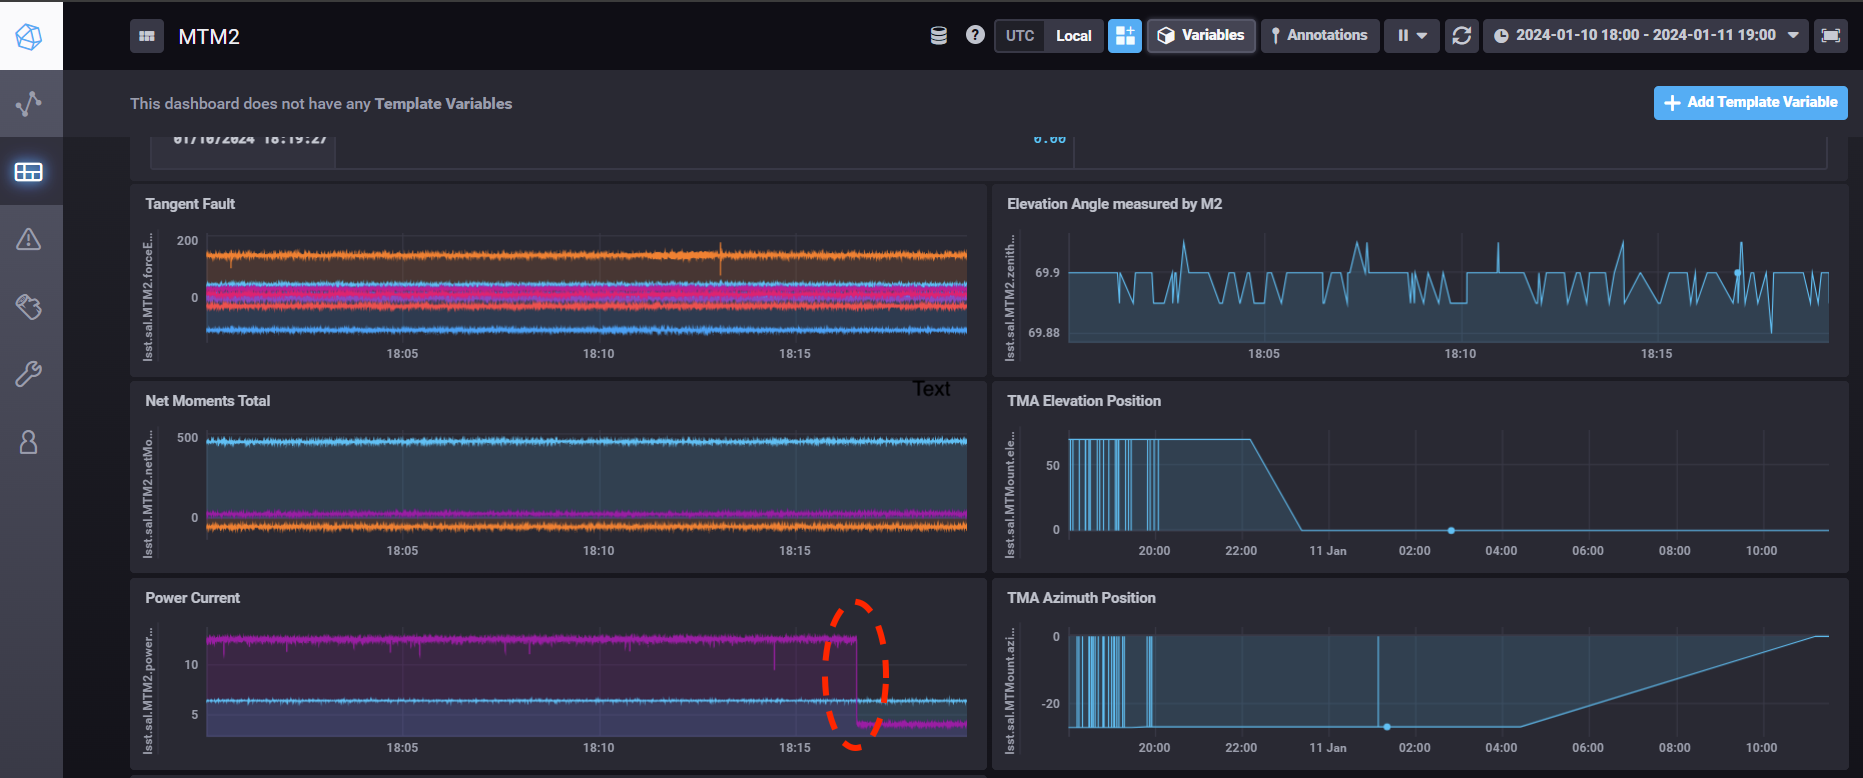 MTM2
UTC
Local
Variables
Annotations
2024-01-10 18:00 - 2024-01-11 19:00
This dashboard does not have any Template Variables
Add Template Variable
01/10/2024 18:19:27
0.00
Tangent Fault
lsst.sal.MTM2.forceE...
200
0
18:05
18:10
18:15
Elevation Angle measured by M2
lsst.sal.MTM2.zenith...
69.9
69.88
18:05
18:10
18:15
Text
Net Moments Total
lsst.sal.MTM2.netMo...
500
0
18:05
18:10
18:15
TMA Elevation Position
lsst.sal.MTMount.ele...
50
0
20:00
22:00
11 Jan
02:00
04:00
06:00
08:00
10:00
Power Current
lsst.sal.MTM2.power...
10
5
18:05
18:10
18:15
TMA Azimuth Position
lsst.sal.MTMount.azi...
0
-20
20:00
22:00
11 Jan
02:00
04:00
06:00
08:00
10:00